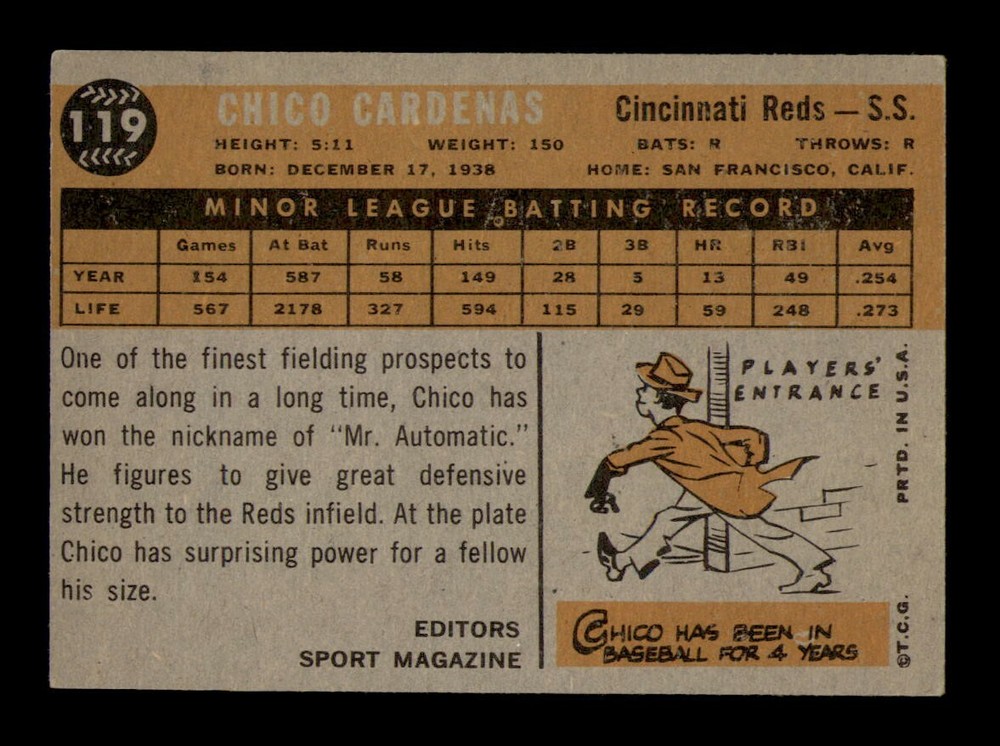 119
CHICO CARDENAS
Cincinnati Reds — S.S.
HEIGHT: 5:11 WEIGHT: 150 BATS: R THROWS: R
BORN: DECEMBER 17, 1938 HOME: SAN FRANCISCO, CALIF.
MINOR LEAGUE BATTING RECORD
Games At Bat Runs Hits 2B 3B HR RBI Avg
YEAR 154 587 58 149 28 5 13 49 .254
LIFE 567 2178 327 594 115 29 59 248 .273
One of the finest fielding prospects to
come along in a long time, Chico has
won the nickname of "Mr. Automatic."
He figures to give great defensive
strength to the Reds infield. At the plate
Chico has surprising power for a fellow
his size.
EDITORS
SPORT MAGAZINE
PLAYERS'
ENTRANCE
CHICO HAS BEEN IN
BASEBALL FOR 4 YEARS
PRTD. IN U.S.A.
©T.C.G.